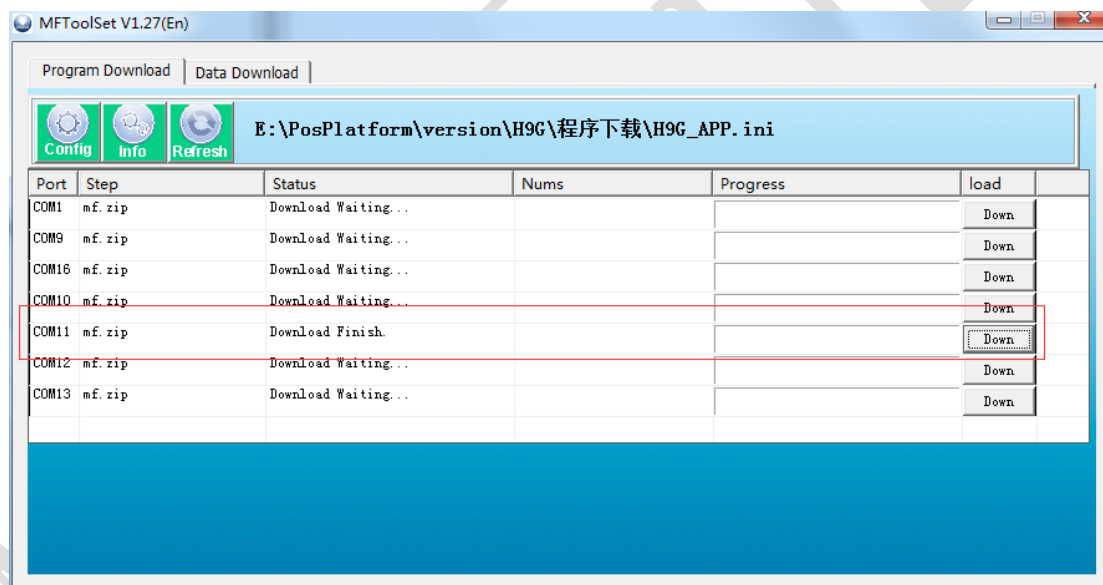 MFToolSet V1.27(En)
Program Download Data Download
Config Info Refresh E:\PosPlatform\version\H9G\程序下载\H9G_APP.ini
Port Step Status Nums Progress load
COM1 mf.zip Download Waiting... Down
COM9 mf.zip Download Waiting... Down
COM16 mf.zip Download Waiting... Down
COM10 mf.zip Download Waiting... Down
COM11 mf.zip Download Finish. Down
COM12 mf.zip Download Waiting... Down
COM13 mf.zip Download Waiting... Down